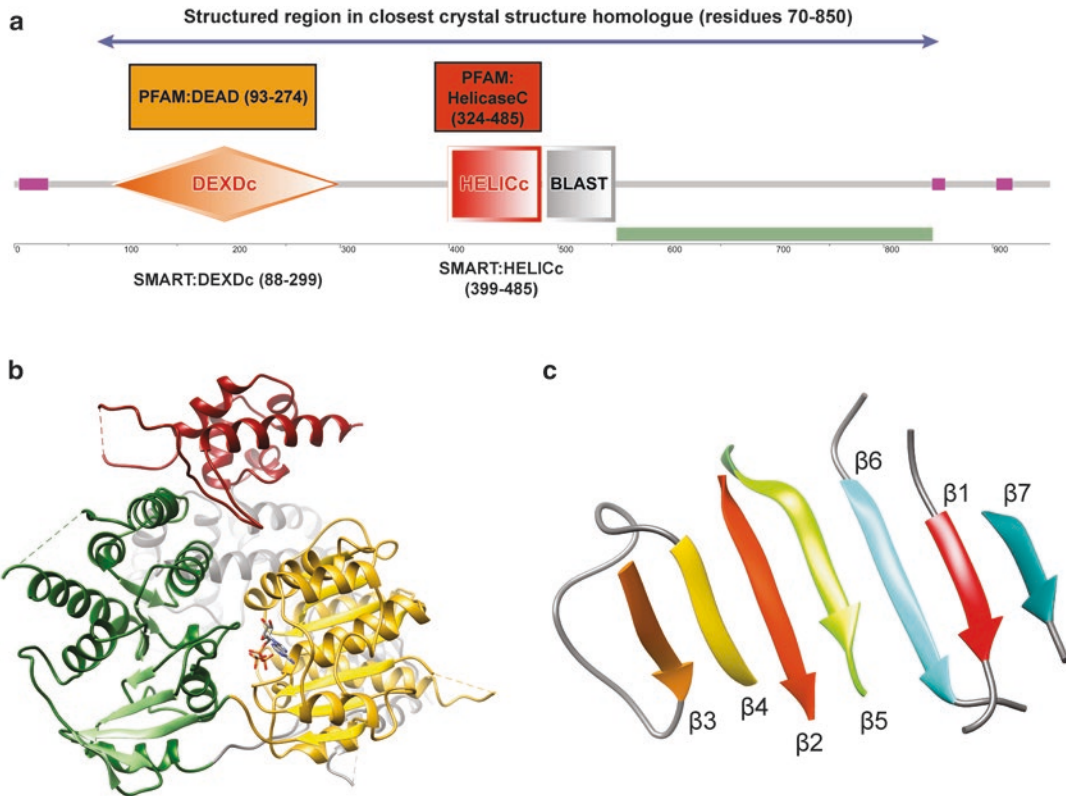 a
Structured region in closest crystal structure homologue (residues 70-850)
PFAM:DEAD (93-274)
PFAM:
HelicaseC
(324-485)
DEXDc
HELICc
BLAST
0 100 200 300 400 500 600 700 800 900
SMART:DEXDc (88-299)
SMART:HELICc
(399-485)
b
c
β6
β1
β7
β3
β4
β2
β5